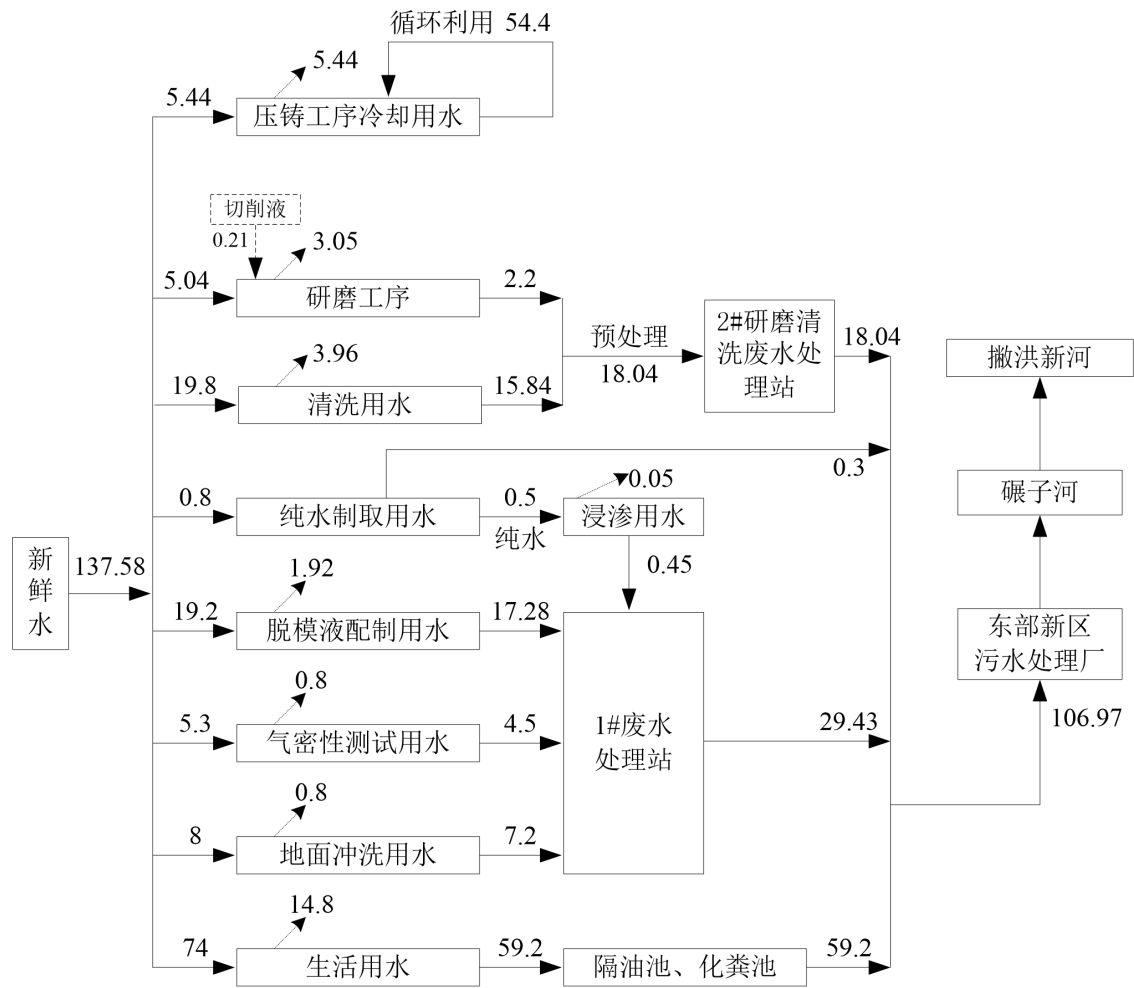 循环利用 54.4
5.44
5.44
压铸工序冷却用水
切削液
0.21
3.05
5.04
研磨工序
2.2
3.96
19.8
清洗用水
15.84
预处理
18.04
2#研磨清
洗废水处
理站
18.04
0.3
0.8
纯水制取用水
0.5
纯水
0.05
浸渗用水
0.45
新
鲜
水
137.58
1.92
19.2
脱模液配制用水
17.28
0.8
5.3
气密性测试用水
4.5
0.8
8
地面冲洗用水
7.2
1#废水
处理站
29.43
14.8
74
生活用水
59.2
隔油池、化粪池
59.2
撇洪新河
碾子河
东部新区
污水处理厂
106.97